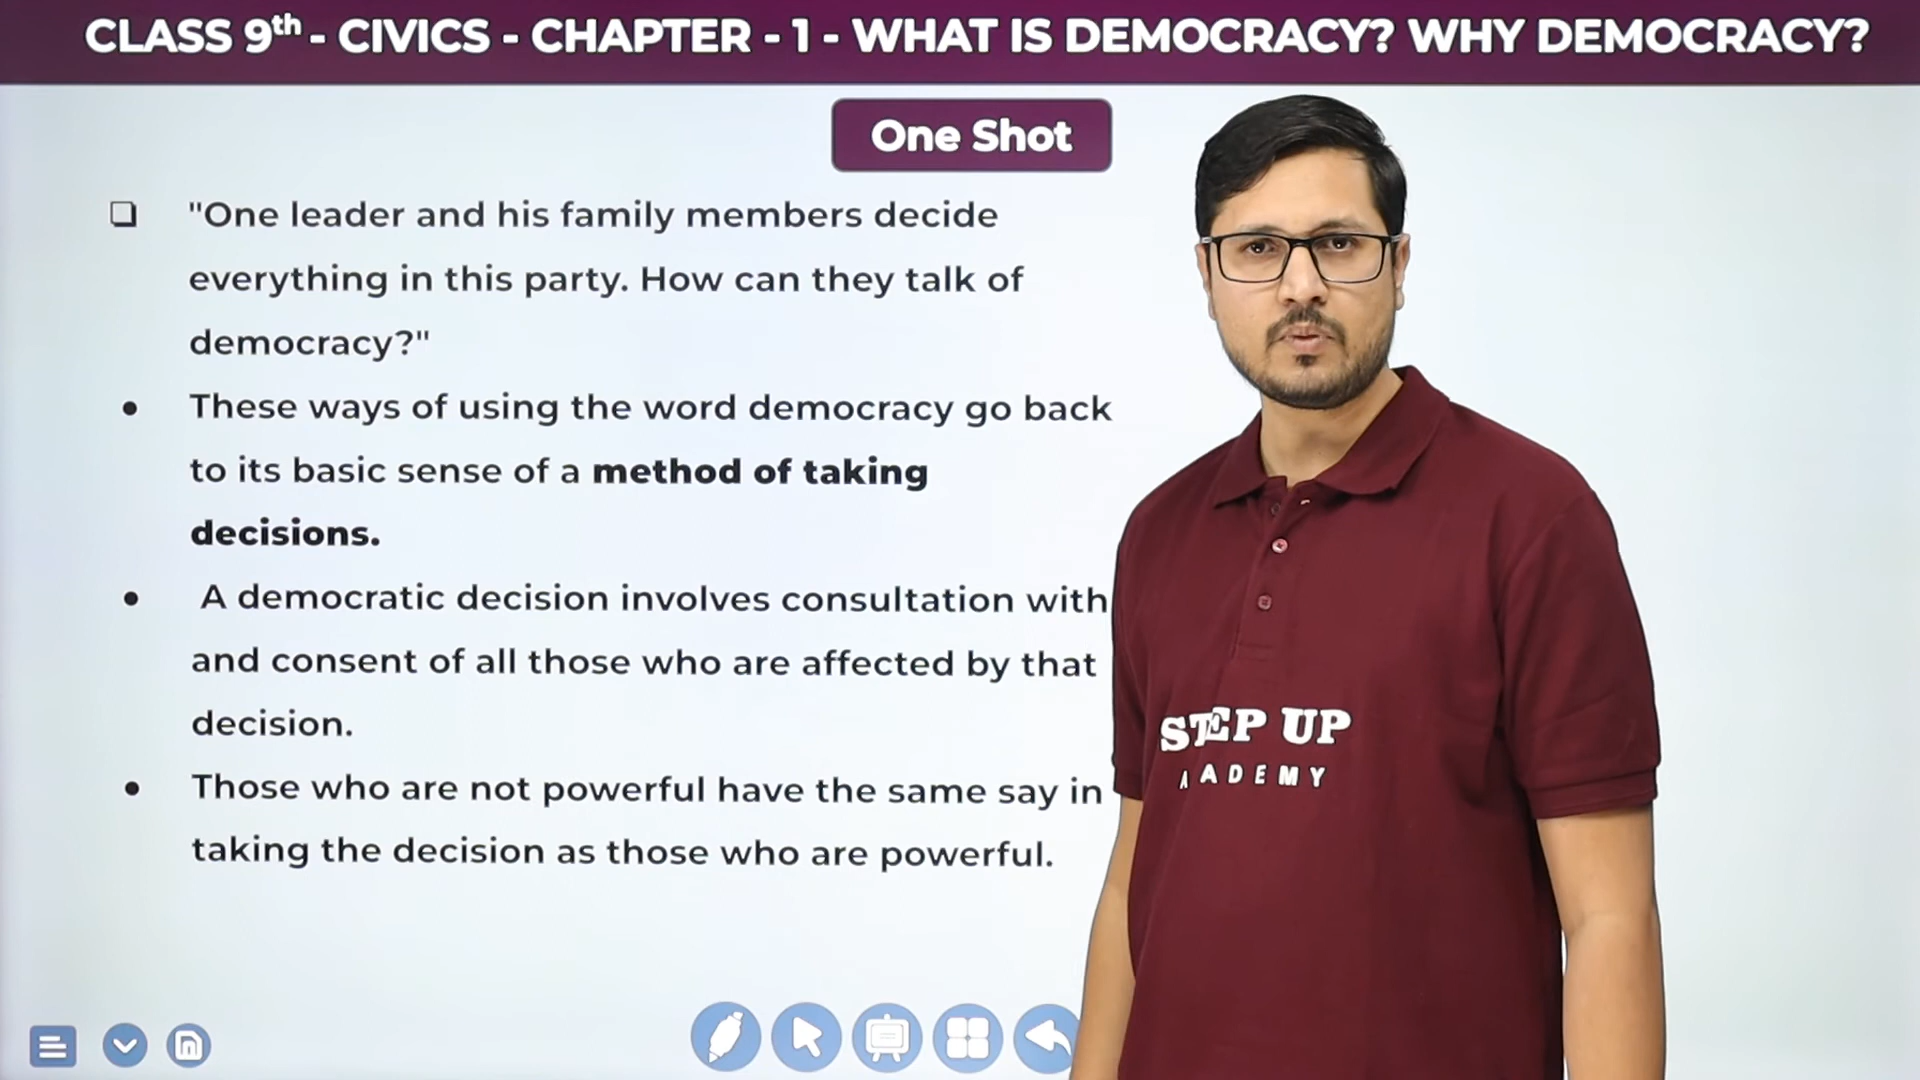 CLASS 9th - CIVICS - CHAPTER - 1 - WHAT IS DEMOCRACY? WHY DEMOCRACY?
One Shot
❑ "One leader and his family members decide
everything in this party. How can they talk of
democracy?"
• These ways of using the word democracy go back
to its basic sense of a method of taking
decisions.
• A democratic decision involves consultation with
and consent of all those who are affected by that
decision.
• Those who are not powerful have the same say in
taking the decision as those who are powerful.
STEP UP
A ADEMY